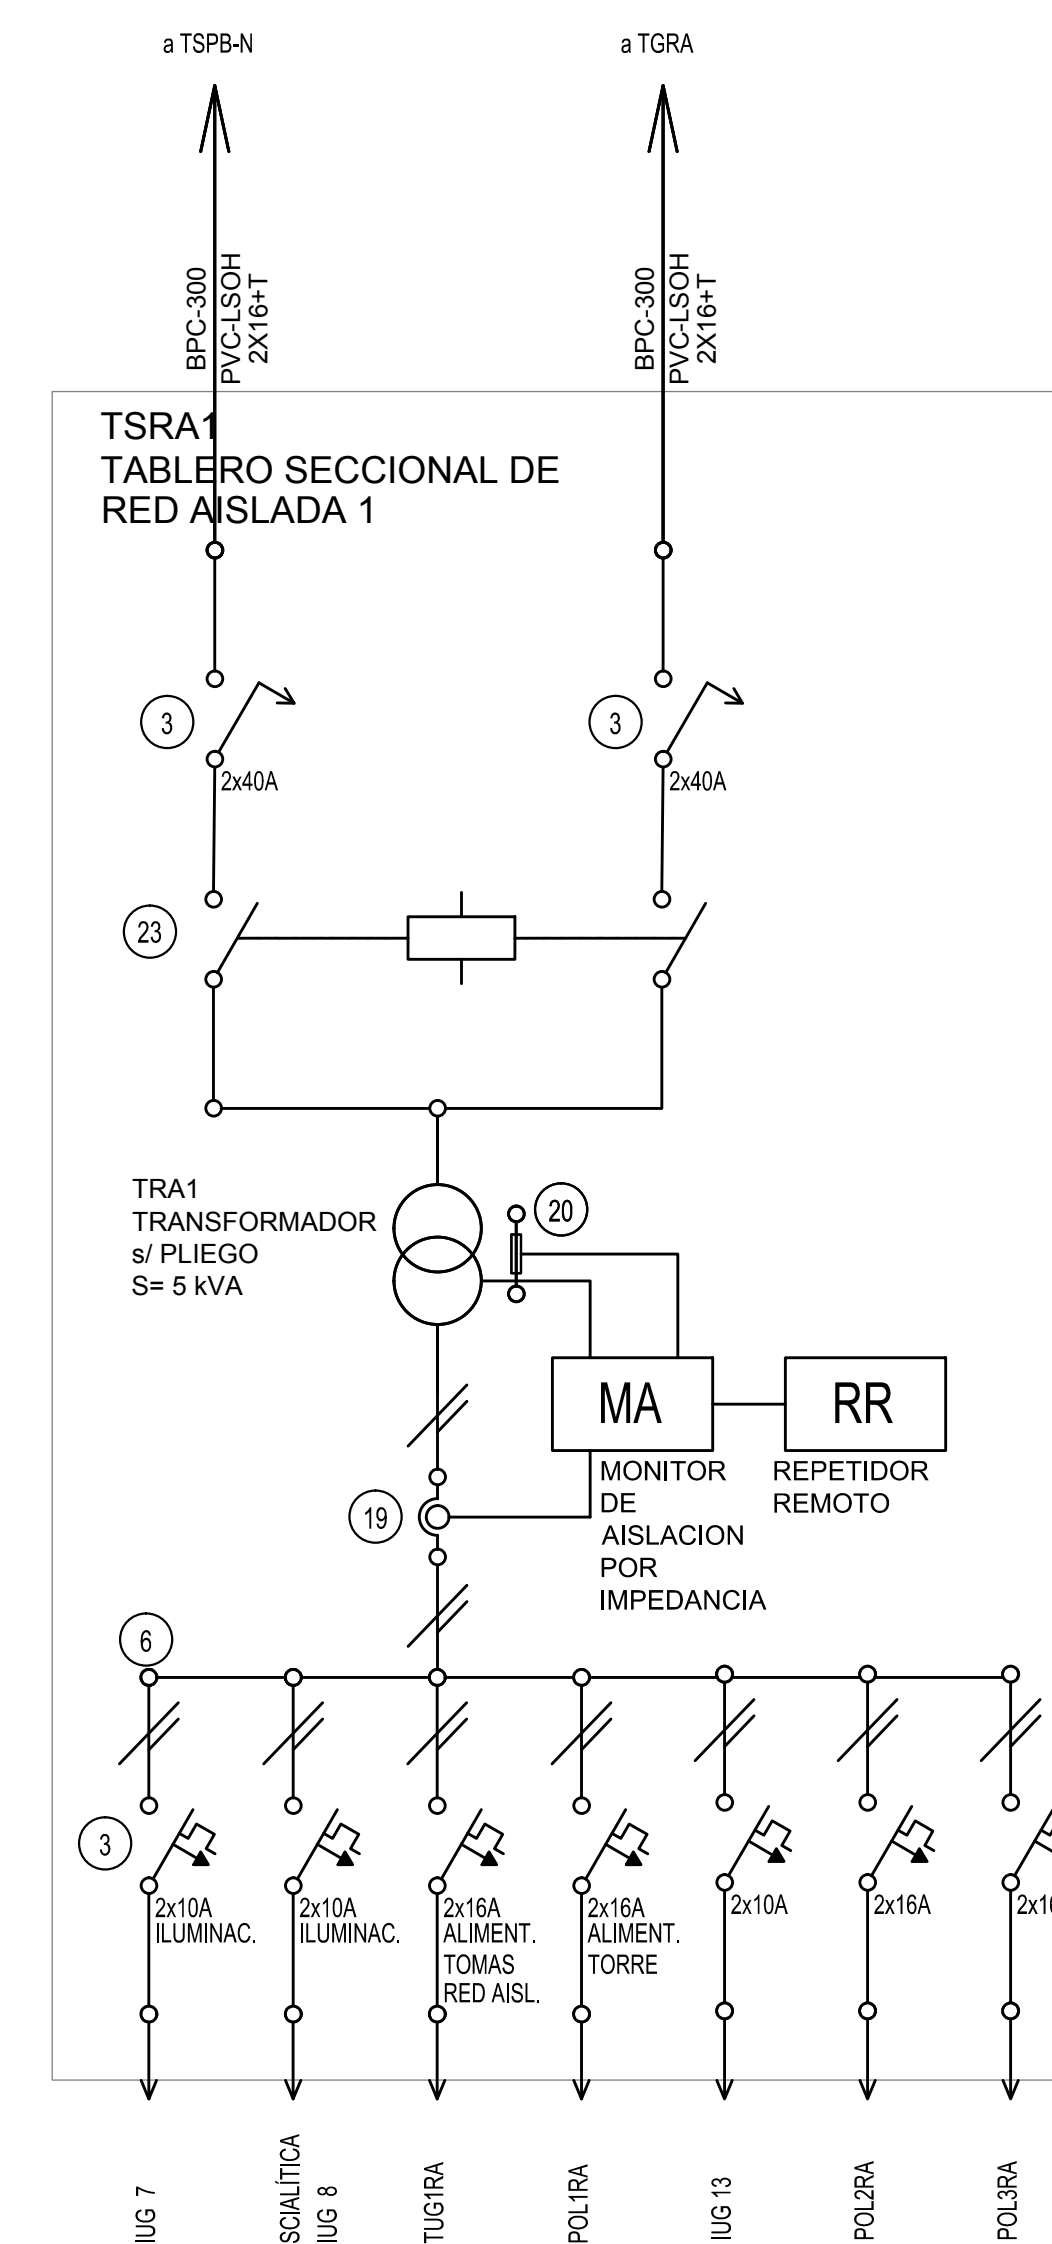 a TSPB-N
a TGRA
BPC-300
PVC-LSOH
2X16+T
BPC-300
PVC-LSOH
2X16+T
TSRA1
TABLERO SECCIONAL DE
RED AISLADA 1
3
2x40A
3
2x40A
23
TRA1
TRANSFORMADOR
s/ PLIEGO
S= 5 kVA
20
MA
RR
MONITOR
DE
AISLACION
POR
IMPEDANCIA
REPETIDOR
REMOTO
19
6
3
2x10A
ILUMINAC.
2x10A
ILUMINAC.
2x16A
ALIMENT.
TOMAS
RED AISL.
2x16A
ALIMENT.
TORRE
2x10A
2x16A
IUG 7
SCIALÍTICA
IUG 8
TUG1RA
POL1RA
IUG 13
POL2RA
POL3RA